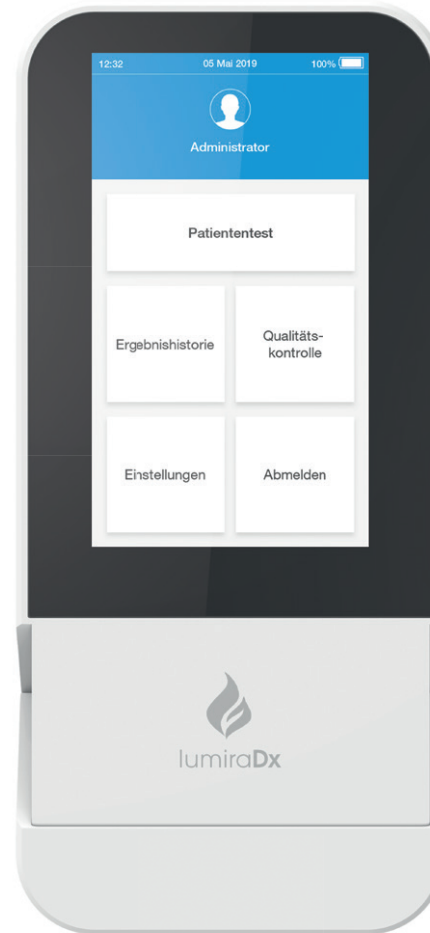 12:32 05 Mai 2019 100%
Administrator
Patiententest
Ergebnishistorie
Qualitäts-
kontrolle
Einstellungen
Abmelden
lumiraDx